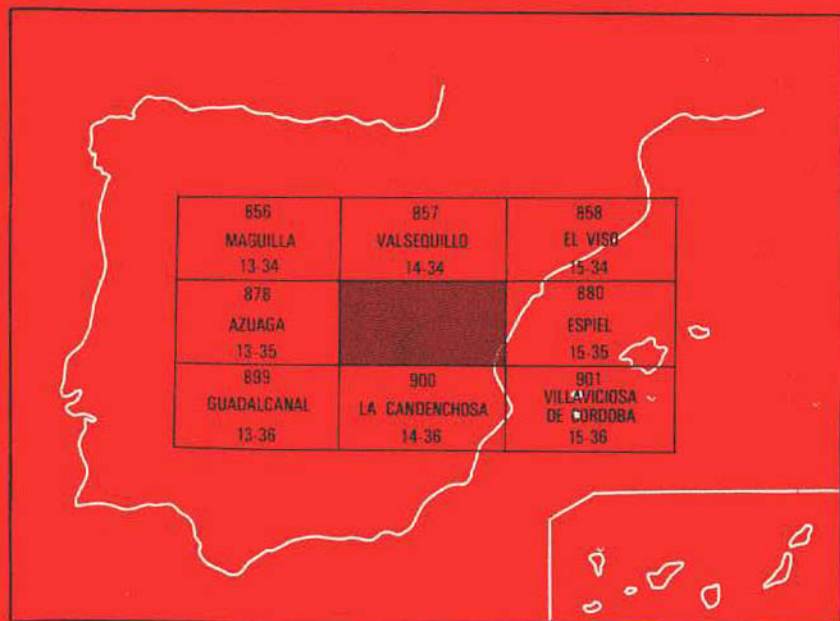 856
MAGUILLA
13-34
857
VALSEQUILLO
14-34
858
EL VISO
15-34
878
AZUAGA
13-35
880
ESPIEL
15-35
899
GUADALCANAL
13-36
900
LA CANDENCHOSA
14-36
901
VILLAVICIOSA
DE CORDOBA
15-36